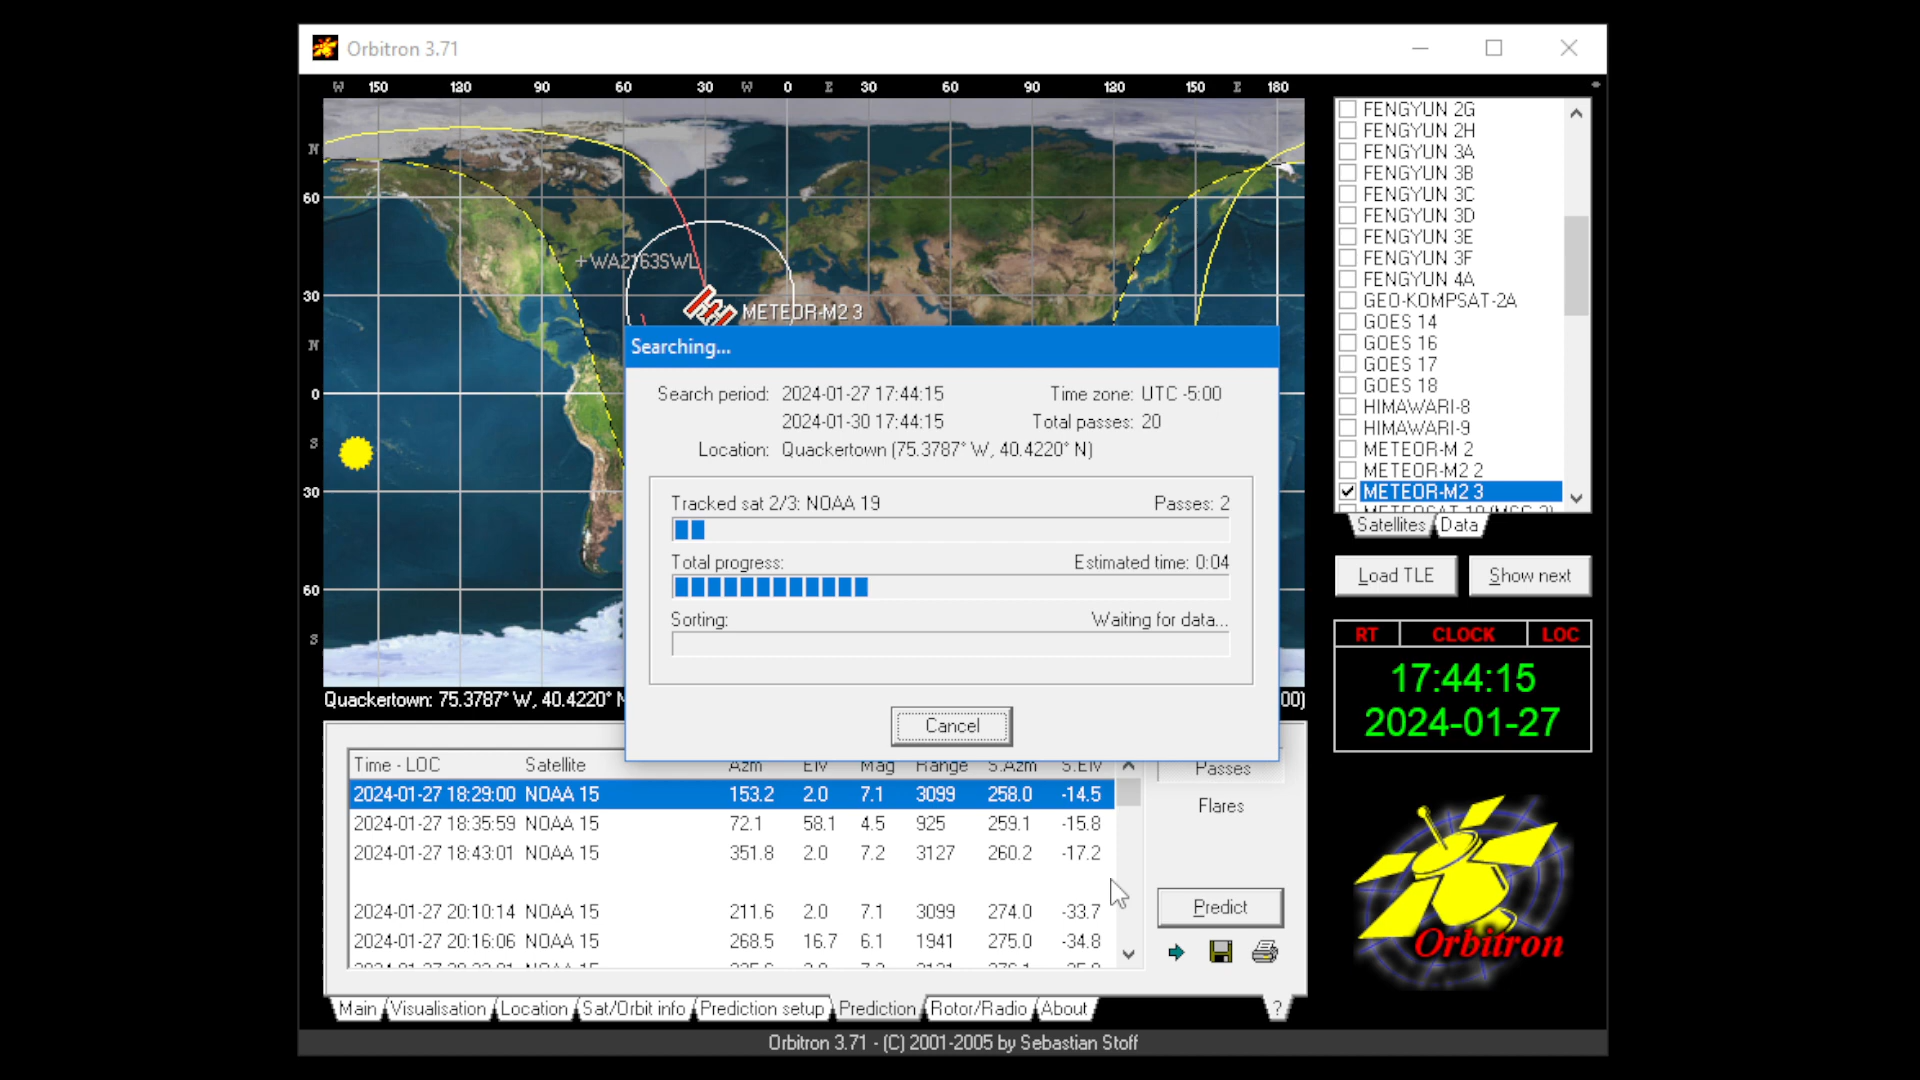 Orbitron 3.71
W 150 120 90 60 30 W 0 E 30 60 90 120 150 E 180
N
60
30
N
0
S
30
60
S
+WA2163SWL
METEOR-M2 3
FENGYUN 2G
FENGYUN 2H
FENGYUN 3A
FENGYUN 3B
FENGYUN 3C
FENGYUN 3D
FENGYUN 3E
FENGYUN 3F
FENGYUN 4A
GEO-KOMPSAT-2A
GOES 14
GOES 16
GOES 17
GOES 18
HIMAWARI-8
HIMAWARI-9
METEOR-M 2
METEOR-M2 2
METEOR-M2 3
Satellites Data
Load TLE Show next
RT CLOCK LOC
17:44:15
2024-01-27
Orbitron
Searching...
Search period: 2024-01-27 17:44:15 Time zone: UTC -5:00
2024-01-30 17:44:15 Total passes: 20
Location: Quackertown (75.3787° W, 40.4220° N)
Tracked sat 2/3: NOAA 19 Passes: 2
Total progress: Estimated time: 0:04
Sorting: Waiting for data...
Cancel
Quackertown: 75.3787° W, 40.4220° 00)
Time - LOC Satellite Azm Elv Mag Range S.Azm S.Elv
2024-01-27 18:29:00 NOAA 15 153.2 2.0 7.1 3099 258.0 -14.5
2024-01-27 18:35:59 NOAA 15 72.1 58.1 4.5 925 259.1 -15.8
2024-01-27 18:43:01 NOAA 15 351.8 2.0 7.2 3127 260.2 -17.2
2024-01-27 20:10:14 NOAA 15 211.6 2.0 7.1 3099 274.0 -33.7
2024-01-27 20:16:06 NOAA 15 268.5 16.7 6.1 1941 275.0 -34.8
Passes
Flares
Predict
Main Visualisation Location Sat/Orbit info Prediction setup Prediction Rotor/Radio About ?
Orbitron 3.71 - (C) 2001-2005 by Sebastian Stoff